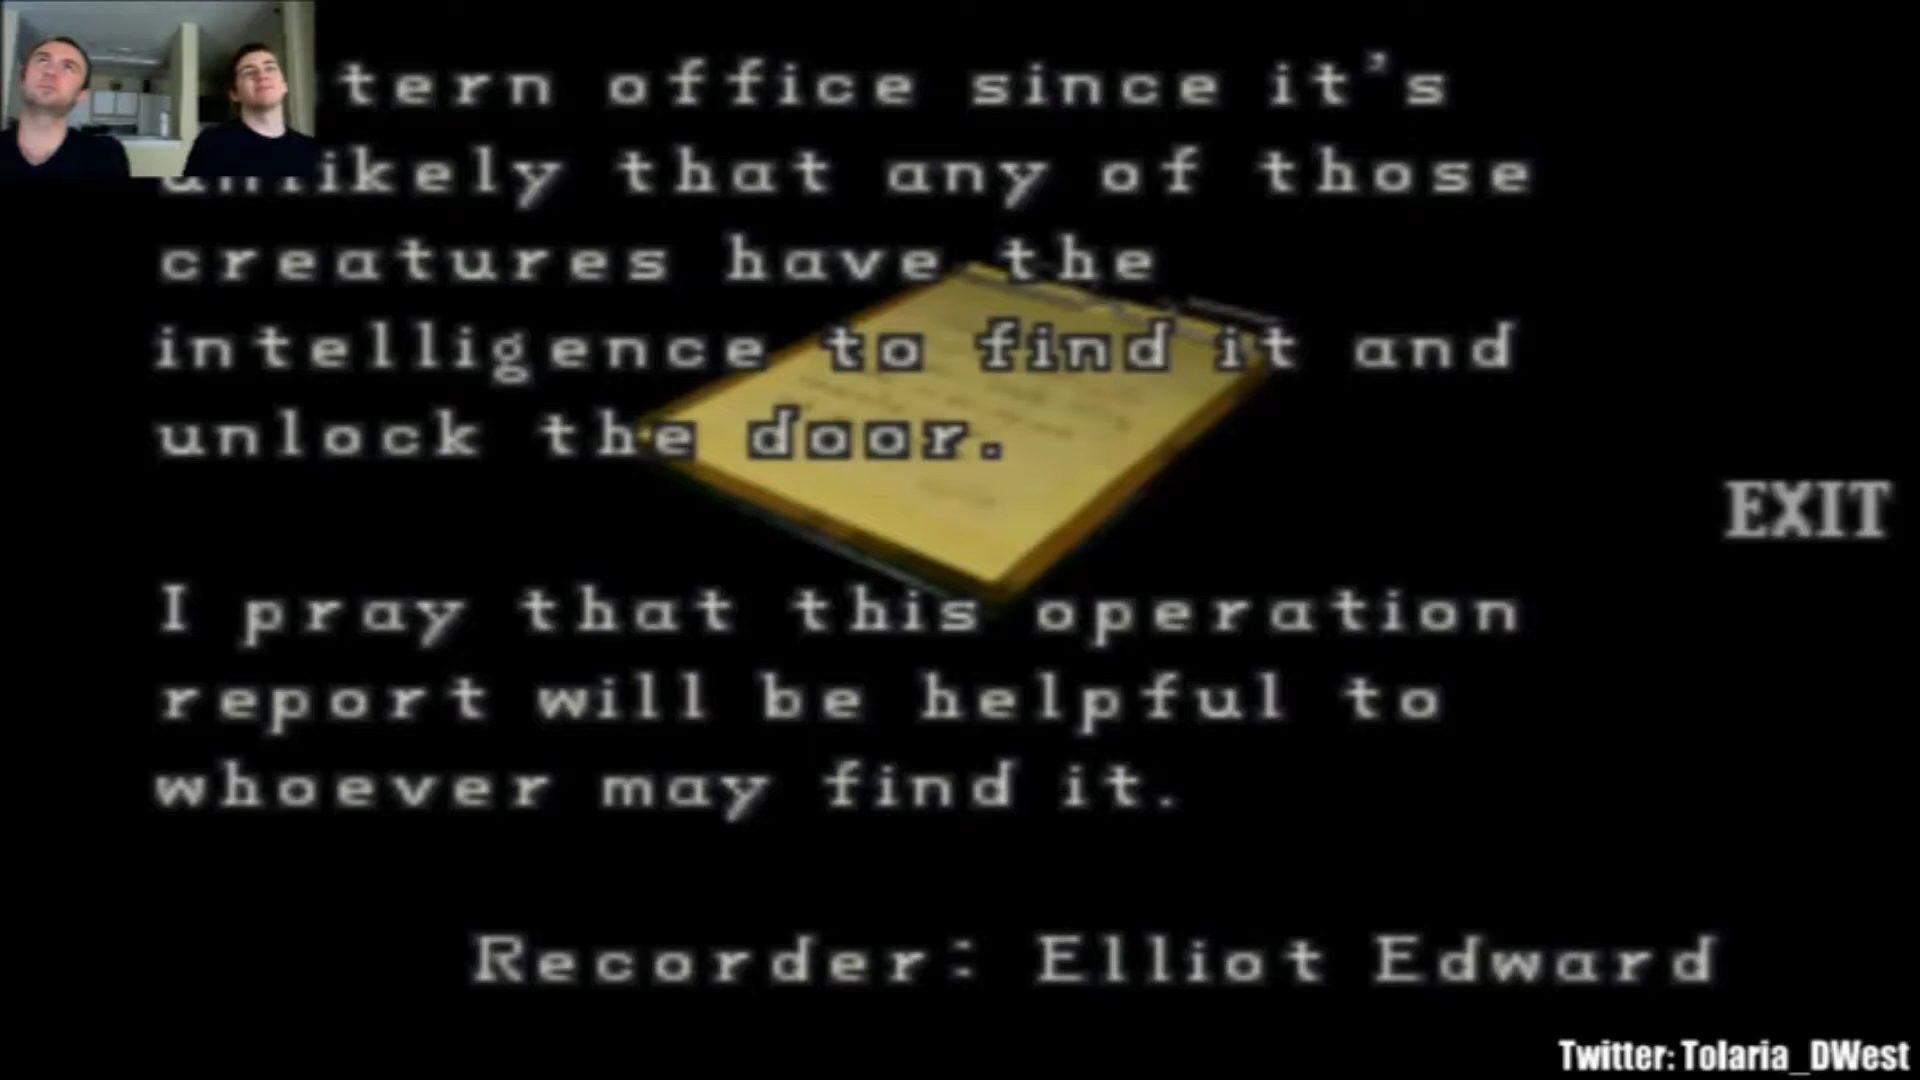 tern office since it's
unlikely that any of those
creatures have the
intelligence to find it and
unlock the door.
EXIT
I pray that this operation
report will be helpful to
whoever may find it.
Recorder: Elliot Edward
Twitter: Tolaria_DWest